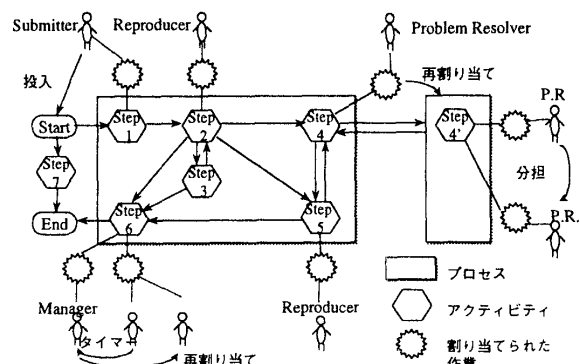 Submitter
Reproducer
Problem Resolver
投入
再割り当て
P.R
Start
Step 1
Step 2
Step 4
Step 4'
Step 7
Step 3
分担
End
Step 6
Step 5
P.R.
プロセス
Manager
Reproducer
アクティビティ
タイマ
再割り当て
割り当てられた
作業